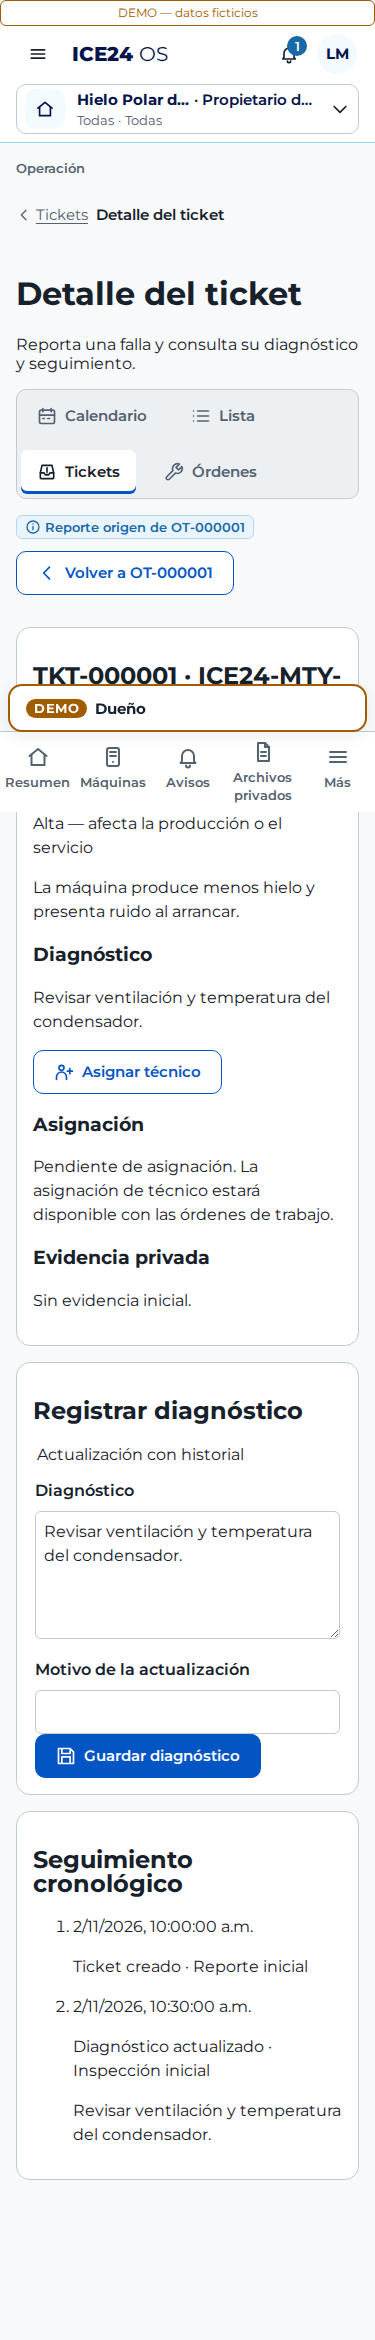 DEMO — datos ficticios
ICE24 OS
1
LM
Hielo Polar d... · Propietario d...
Todas · Todas
Operación
Tickets Detalle del ticket
Detalle del ticket
Reporta una falla y consulta su diagnóstico
y seguimiento.
Calendario
Lista
Tickets
Órdenes
Reporte origen de OT-000001
Volver a OT-000001
TKT-000001 · ICE24-MTY-
DEMO Dueño
Resumen
Máquinas
Avisos
Archivos
privados
Más
Alta — afecta la producción o el
servicio
La máquina produce menos hielo y
presenta ruido al arrancar.
Diagnóstico
Revisar ventilación y temperatura del
condensador.
Asignar técnico
Asignación
Pendiente de asignación. La
asignación de técnico estará
disponible con las órdenes de trabajo.
Evidencia privada
Sin evidencia inicial.
Registrar diagnóstico
Actualización con historial
Diagnóstico
Revisar ventilación y temperatura
del condensador.
Motivo de la actualización
Guardar diagnóstico
Seguimiento
cronológico
1. 2/11/2026, 10:00:00 a.m.
Ticket creado · Reporte inicial
2. 2/11/2026, 10:30:00 a.m.
Diagnóstico actualizado ·
Inspección inicial
Revisar ventilación y temperatura
del condensador.